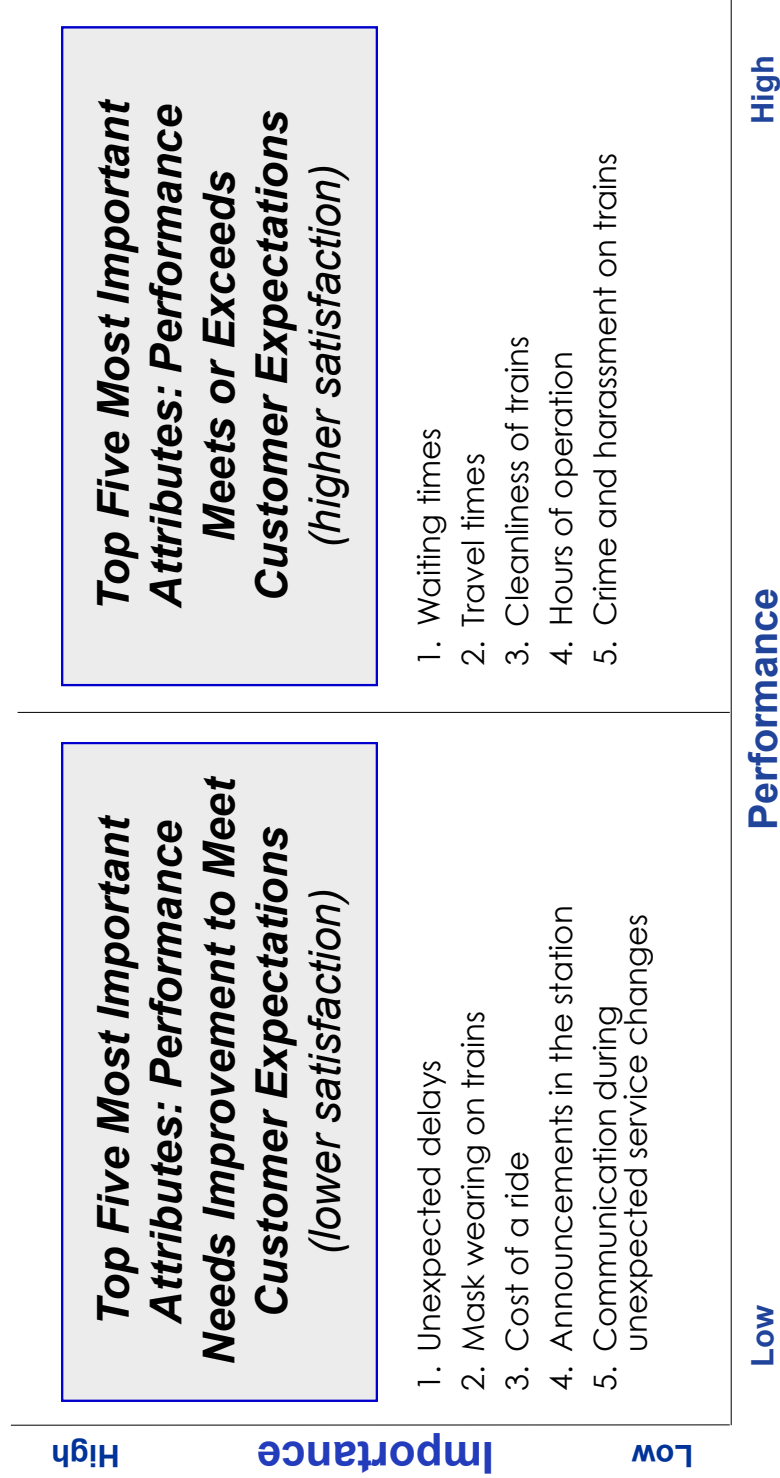 High
Importance
Low
Top Five Most Important
Attributes: Performance
Needs Improvement to Meet
Customer Expectations
(lower satisfaction)
1. Unexpected delays
2. Mask wearing on trains
3. Cost of a ride
4. Announcements in the station
5. Communication during
unexpected service changes
Top Five Most Important
Attributes: Performance
Meets or Exceeds
Customer Expectations
(higher satisfaction)
1. Waiting times
2. Travel times
3. Cleanliness of trains
4. Hours of operation
5. Crime and harassment on trains
Low
Performance
High